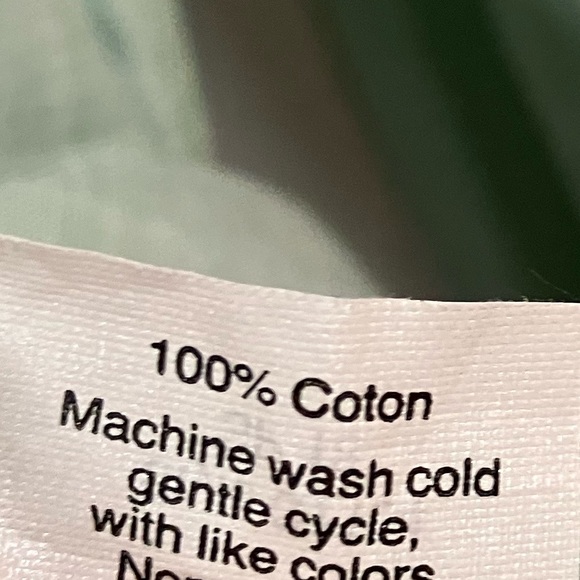 100% Coton
Machine wash cold
gentle cycle,
with like colors